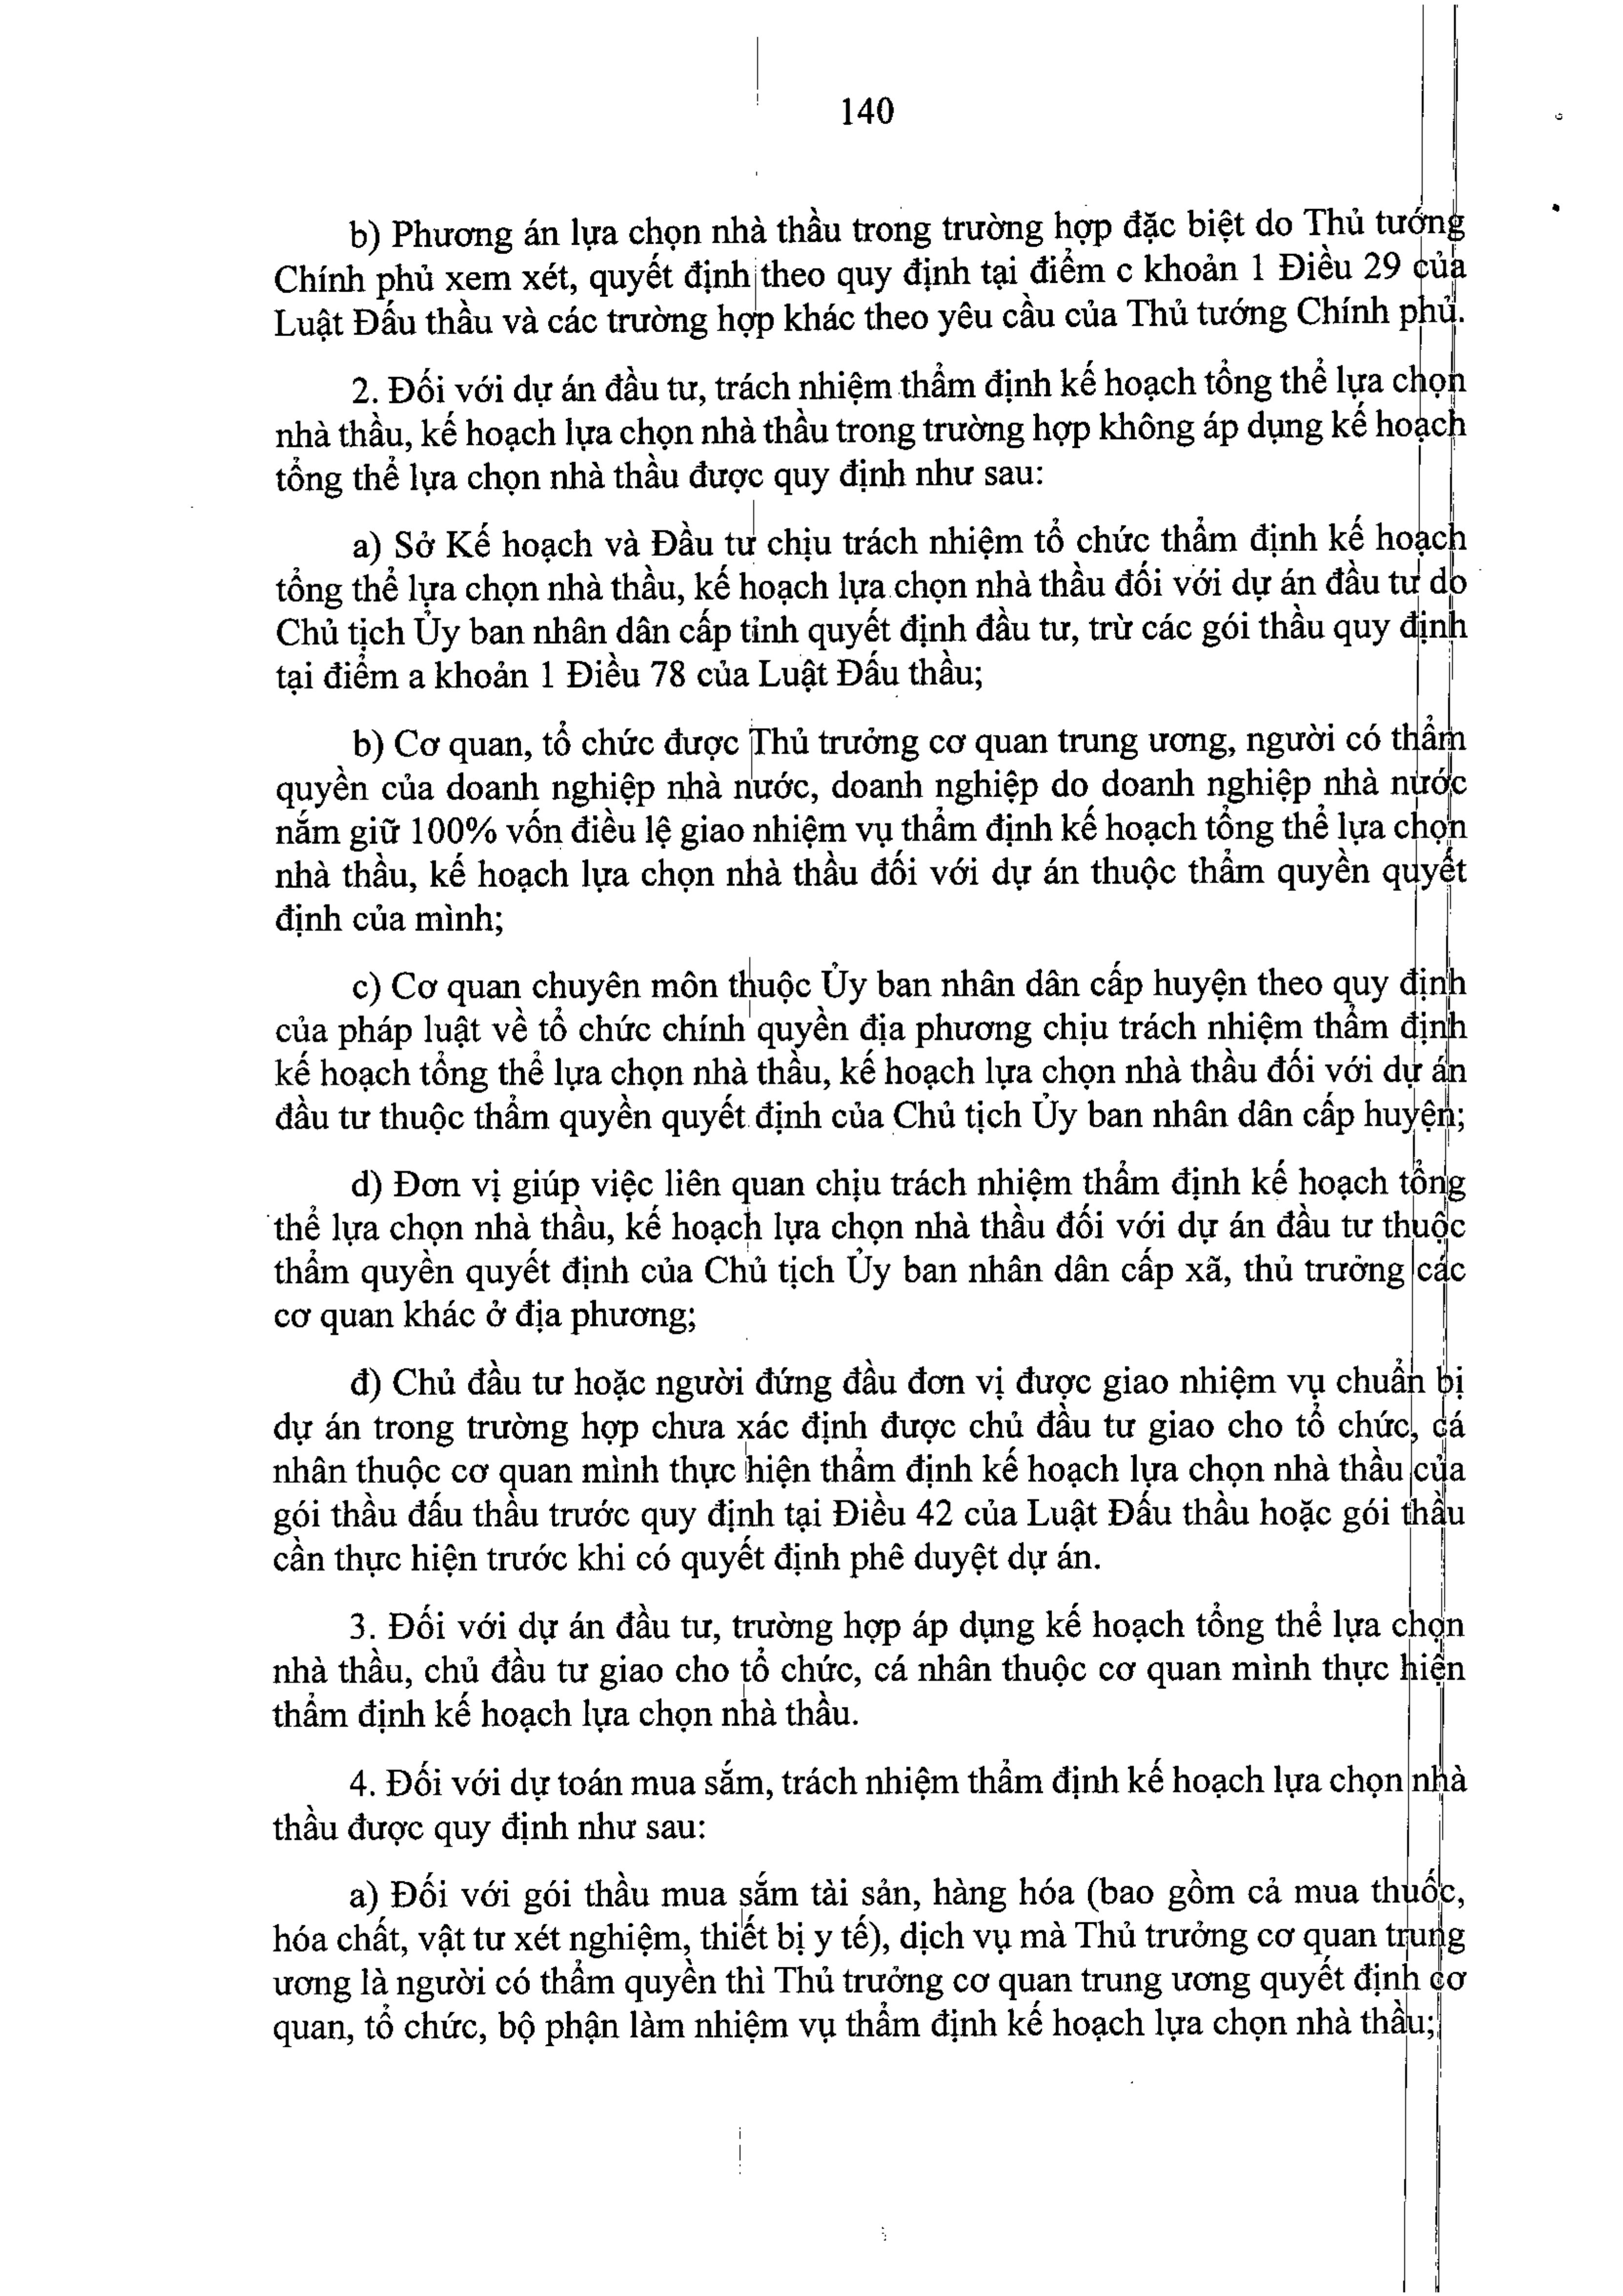 140
b) Phương án lựa chọn nhà thầu trong trường hợp đặc biệt do Thủ tướng
Chính phủ xem xét, quyết định theo quy định tại điểm c khoản 1 Điều 29 của
Luật Đấu thầu và các trường hợp khác theo yêu cầu của Thủ tướng Chính phủ.
2. Đối với dự án đầu tư, trách nhiệm thẩm định kế hoạch tổng thể lựa chọn
nhà thầu, kế hoạch lựa chọn nhà thầu trong trường hợp không áp dụng kế hoạch
tổng thể lựa chọn nhà thầu được quy định như sau:
a) Sở Kế hoạch và Đầu tư chịu trách nhiệm tổ chức thẩm định kế hoạch
tổng thể lựa chọn nhà thầu, kế hoạch lựa chọn nhà thầu đối với dự án đầu tư do
Chủ tịch Ủy ban nhân dân cấp tỉnh quyết định đầu tư, trừ các gói thầu quy định
tại điểm a khoản 1 Điều 78 của Luật Đấu thầu;
b) Cơ quan, tổ chức được Thủ trưởng cơ quan trung ương, người có thẩm
quyền của doanh nghiệp nhà nước, doanh nghiệp do doanh nghiệp nhà nước
nắm giữ 100% vốn điều lệ giao nhiệm vụ thẩm định kế hoạch tổng thể lựa chọn
nhà thầu, kế hoạch lựa chọn nhà thầu đối với dự án thuộc thẩm quyền quyết
định của mình;
c) Cơ quan chuyên môn thuộc Ủy ban nhân dân cấp huyện theo quy định
của pháp luật về tổ chức chính quyền địa phương chịu trách nhiệm thẩm định
kế hoạch tổng thể lựa chọn nhà thầu, kế hoạch lựa chọn nhà thầu đối với dự án
đầu tư thuộc thẩm quyền quyết định của Chủ tịch Ủy ban nhân dân cấp huyện;
d) Đơn vị giúp việc liên quan chịu trách nhiệm thẩm định kế hoạch tổng
thể lựa chọn nhà thầu, kế hoạch lựa chọn nhà thầu đối với dự án đầu tư thuộc
thẩm quyền quyết định của Chủ tịch Ủy ban nhân dân cấp xã, thủ trưởng các
cơ quan khác ở địa phương;
đ) Chủ đầu tư hoặc người đứng đầu đơn vị được giao nhiệm vụ chuẩn bị
dự án trong trường hợp chưa xác định được chủ đầu tư giao cho tổ chức, cá
nhân thuộc cơ quan mình thực hiện thẩm định kế hoạch lựa chọn nhà thầu của
gói thầu đấu thầu trước quy định tại Điều 42 của Luật Đấu thầu hoặc gói thầu
cần thực hiện trước khi có quyết định phê duyệt dự án.
3. Đối với dự án đầu tư, trường hợp áp dụng kế hoạch tổng thể lựa chọn
nhà thầu, chủ đầu tư giao cho tổ chức, cá nhân thuộc cơ quan mình thực hiện
thẩm định kế hoạch lựa chọn nhà thầu.
4. Đối với dự toán mua sắm, trách nhiệm thẩm định kế hoạch lựa chọn nhà
thầu được quy định như sau:
a) Đối với gói thầu mua sắm tài sản, hàng hóa (bao gồm cả mua thuốc,
hóa chất, vật tư xét nghiệm, thiết bị y tế), dịch vụ mà Thủ trưởng cơ quan trung
ương là người có thẩm quyền thì Thủ trưởng cơ quan trung ương quyết định cơ
quan, tổ chức, bộ phận làm nhiệm vụ thẩm định kế hoạch lựa chọn nhà thầu;